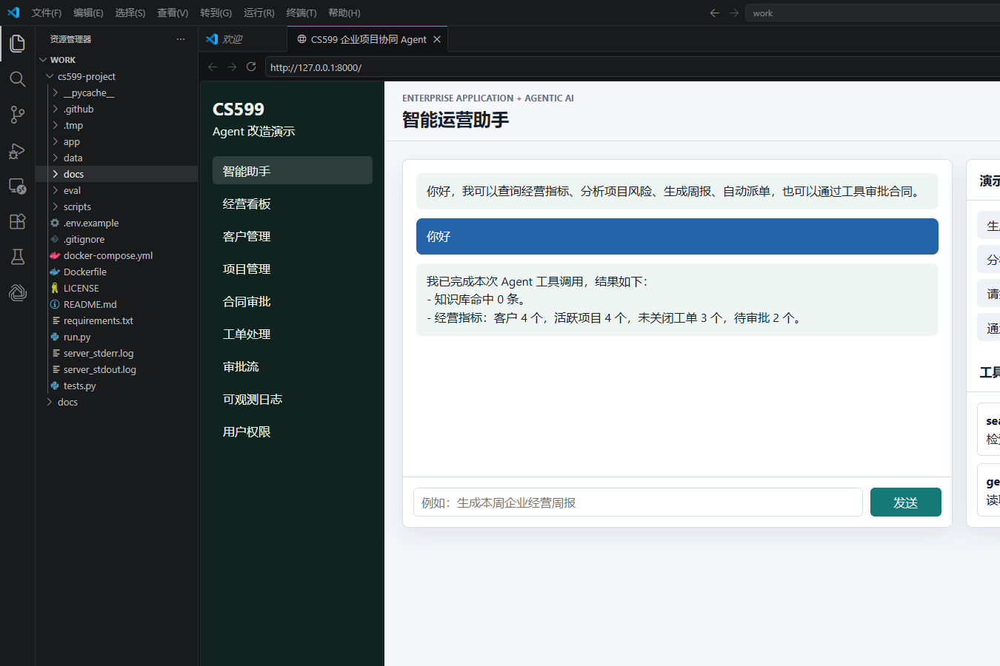 文件(F) 编辑(E) 选择(S) 查看(V) 转到(G) 运行(R) 终端(T) 帮助(H)
work
资源管理器
WORK
cs599-project
__pycache__
.github
.tmp
app
data
docs
eval
scripts
.env.example
.gitignore
docker-compose.yml
Dockerfile
LICENSE
README.md
requirements.txt
run.py
server_stderr.log
server_stdout.log
tests.py
docs
欢迎
CS599 企业项目协同 Agent
http://127.0.0.1:8000/
CS599
Agent 改造演示
智能助手
经营看板
客户管理
项目管理
合同审批
工单处理
审批流
可观测日志
用户权限
ENTERPRISE APPLICATION + AGENTIC AI
智能运营助手
你好，我可以查询经营指标、分析项目风险、生成周报、自动派单，也可以通过工具审批合同。
你好
我已完成本次 Agent 工具调用，结果如下：
- 知识库命中 0 条。
- 经营指标：客户 4 个，活跃项目 4 个，未关闭工单 3 个，待审批 2 个。
例如：生成本周企业经营周报
发送
演示
生
分
请
通
工具
sea
检
ge
读